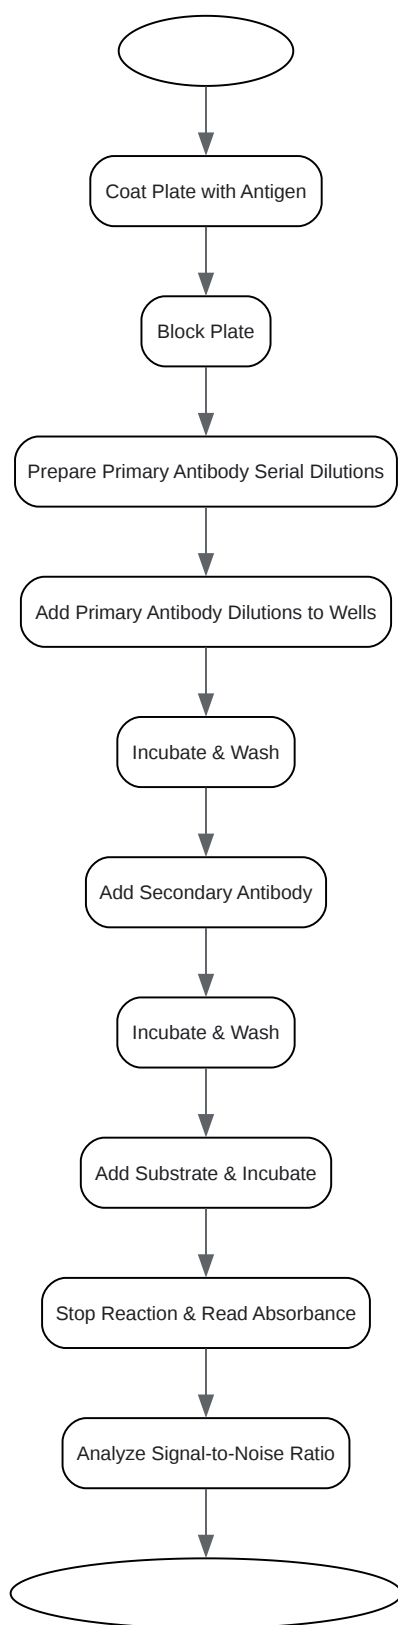 Coat Plate with Antigen
Block Plate
Prepare Primary Antibody Serial Dilutions
Add Primary Antibody Dilutions to Wells
Incubate & Wash
Add Secondary Antibody
Incubate & Wash
Add Substrate & Incubate
Stop Reaction & Read Absorbance
Analyze Signal-to-Noise Ratio